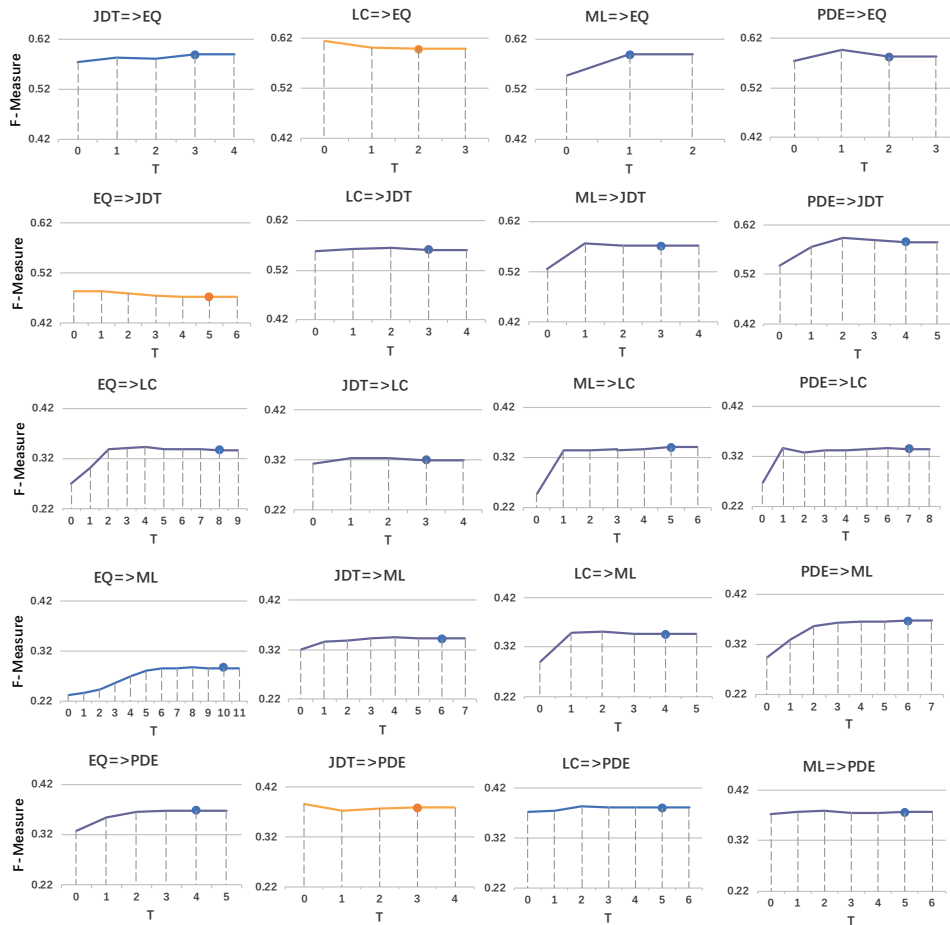 JDT=>EQ LC=>EQ ML=>EQ PDE=>EQ
F-Measure
0.62 0.62 0.62 0.62
0.52 0.52 0.52 0.52
0.42 0.42 0.42 0.42
0 1 2 3 4 0 1 2 3 0 1 2 0 1 2 3
T T T T
EQ=>JDT LC=>JDT ML=>JDT PDE=>JDT
F-Measure
0.62 0.62 0.62 0.62
0.52 0.52 0.52 0.52
0.42 0.42 0.42 0.42
0 1 2 3 4 5 6 0 1 2 3 4 0 1 2 3 4 0 1 2 3 4 5
T T T T
EQ=>LC JDT=>LC ML=>LC PDE=>LC
F-Measure
0.42 0.42 0.42 0.42
0.32 0.32 0.32 0.32
0.22 0.22 0.22 0.22
0 1 2 3 4 5 6 7 8 9 0 1 2 3 4 0 1 2 3 4 5 6 0 1 2 3 4 5 6 7 8
T T T T
EQ=>ML JDT=>ML LC=>ML PDE=>ML
F-Measure
0.42 0.42 0.42 0.42
0.32 0.32 0.32 0.32
0.22 0.22 0.22 0.22
0 1 2 3 4 5 6 7 8 9 10 11 0 1 2 3 4 5 6 7 0 1 2 3 4 5 0 1 2 3 4 5 6 7
T T T T
EQ=>PDE JDT=>PDE LC=>PDE ML=>PDE
F-Measure
0.42 0.42 0.42 0.42
0.32 0.32 0.32 0.32
0.22 0.22 0.22 0.22
0 1 2 3 4 5 0 1 2 3 4 0 1 2 3 4 5 6 0 1 2 3 4 5 6
T T T T